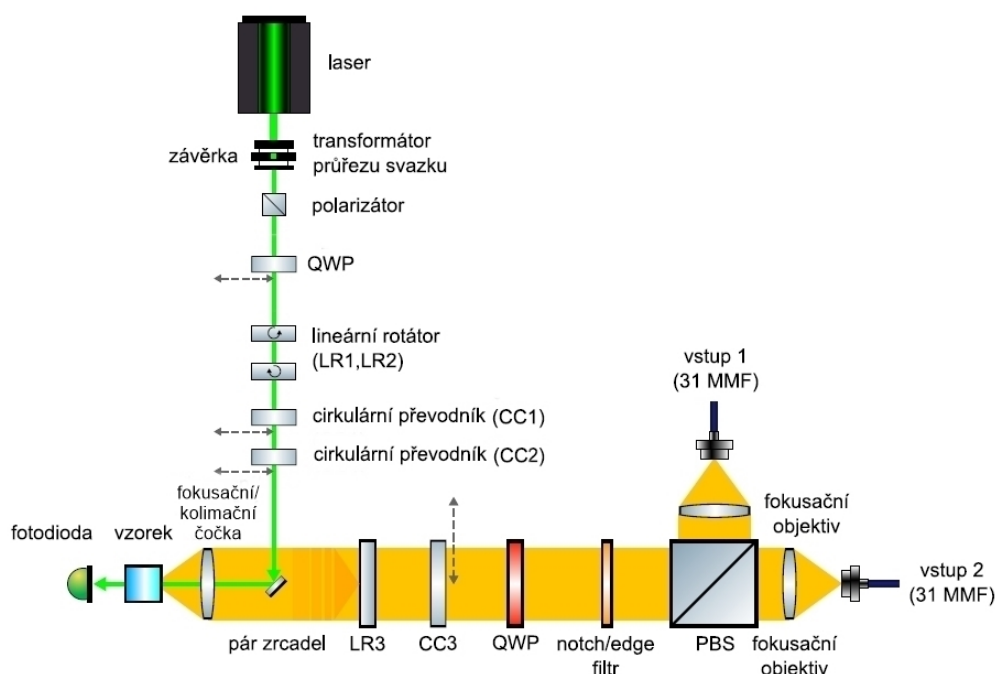 laser
závěrka
transformátor
průřezu svazku
polarizátor
QWP
lineární rotátor
(LR1,LR2)
cirkulární převodník (CC1)
cirkulární převodník (CC2)
vstup 1
(31 MMF)
fokusační
objektiv
fotodioda
vzorek
fokusační/
kolimační
čočka
vstup 2
(31 MMF)
pár zrcadel
LR3
CC3
QWP
notch/edge
filtr
PBS
fokusační
objektiv